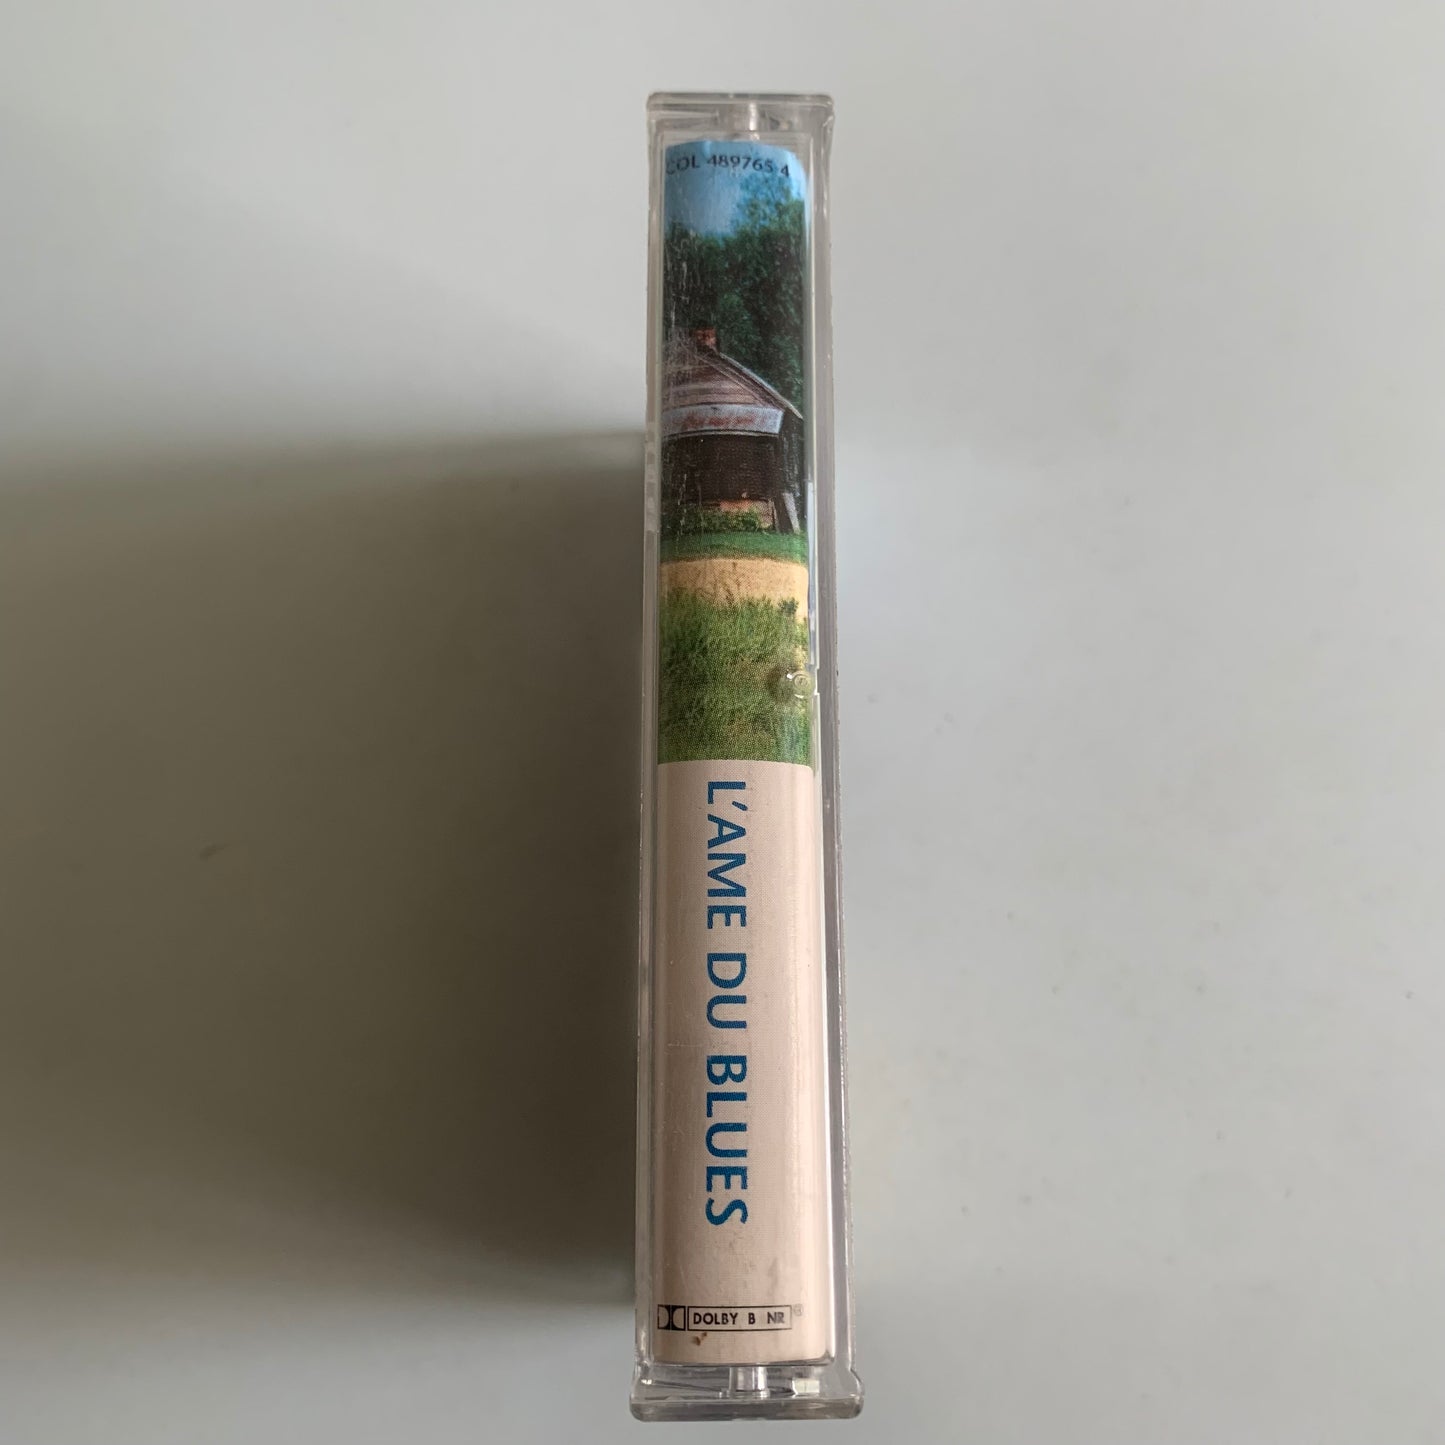 COL 489765 4
L'AME DU BLUES
DOLBY B NR®